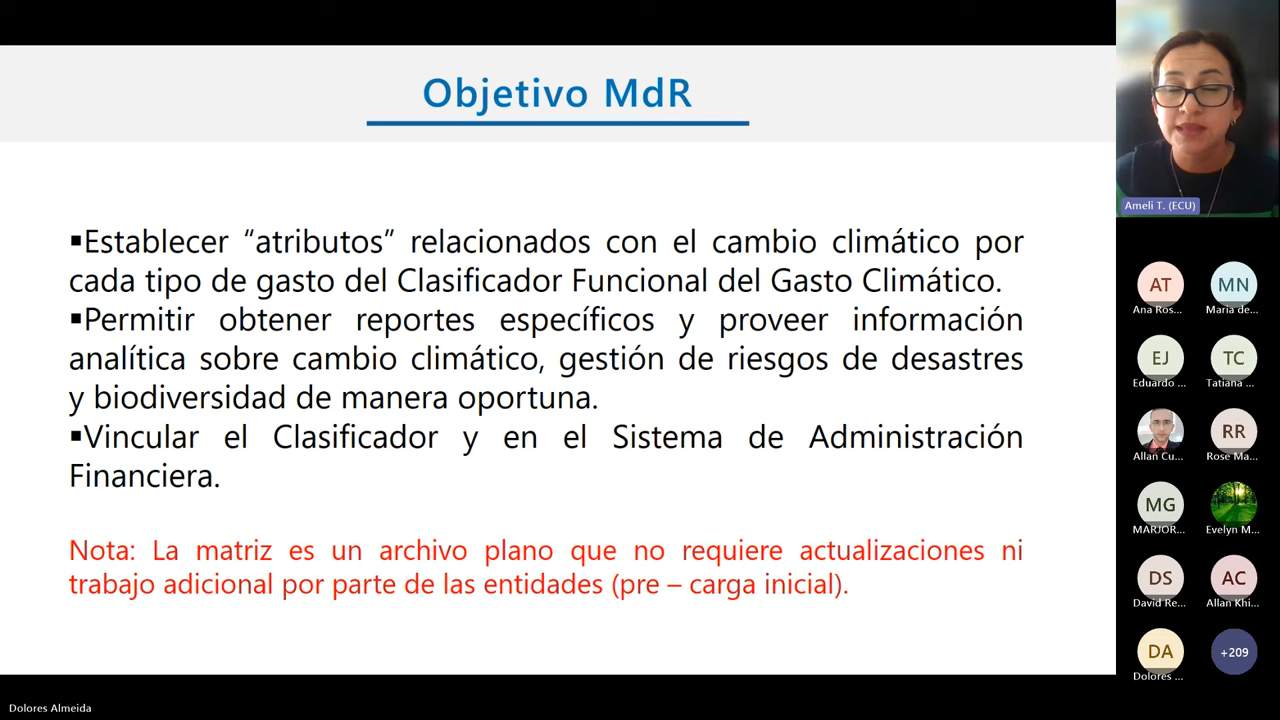 Objetivo MdR
▪Establecer “atributos” relacionados con el cambio climático por
cada tipo de gasto del Clasificador Funcional del Gasto Climático.
▪Permitir obtener reportes específicos y proveer información
analítica sobre cambio climático, gestión de riesgos de desastres
y biodiversidad de manera oportuna.
▪Vincular el Clasificador y en el Sistema de Administración
Financiera.
Nota: La matriz es un archivo plano que no requiere actualizaciones ni
trabajo adicional por parte de las entidades (pre – carga inicial).
Ameli T. (ECU)
AT MN
Ana Ros... Maria de...
EJ TC
Eduardo ... Tatiana ...
RR
Allan Cu... Rose Ma...
MG
MARJOR... Evelyn M...
DS AC
David Re... Allan Khi...
DA +209
Dolores ...
Dolores Almeida